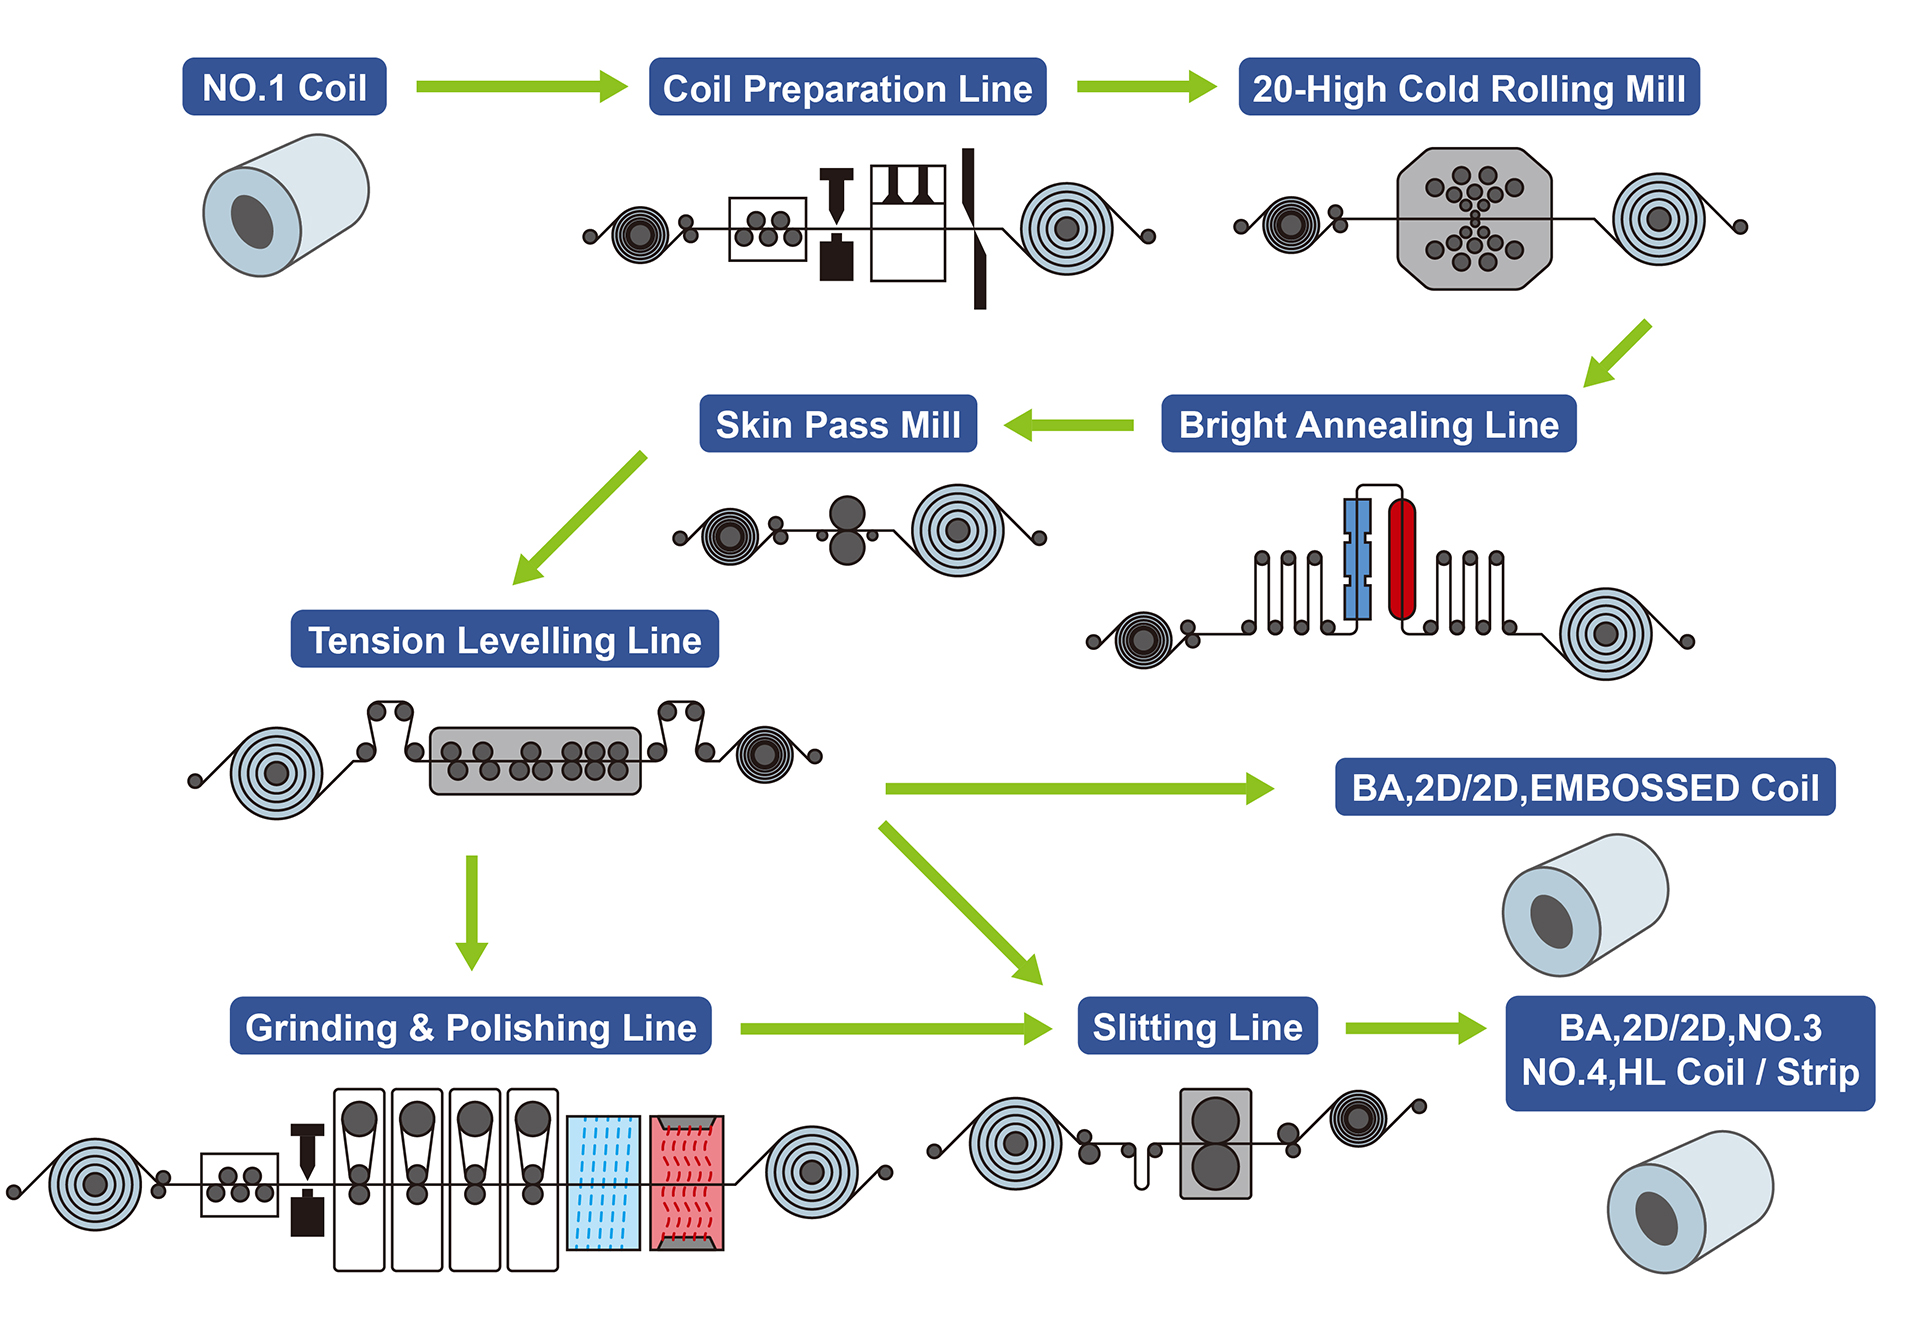 NO.1 Coil
Coil Preparation Line
20-High Cold Rolling Mill
Skin Pass Mill
Bright Annealing Line
Tension Levelling Line
BA,2D/2D,EMBOSSED Coil
Grinding & Polishing Line
Slitting Line
BA,2D/2D,NO.3
NO.4,HL Coil / Strip